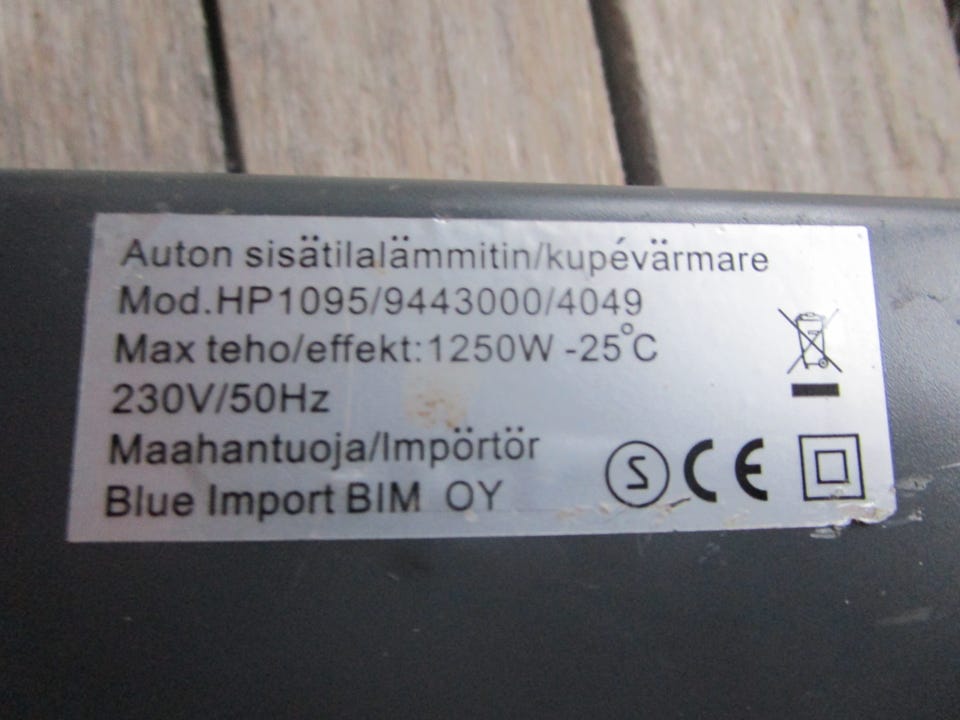 Auton sisätilalämmitin/kupévärmare
Mod.HP1095/9443000/4049
Max teho/effekt:1250W -25°C
230V/50Hz
Maahantuoja/Impörtör
Blue Import BIM OY
S CE